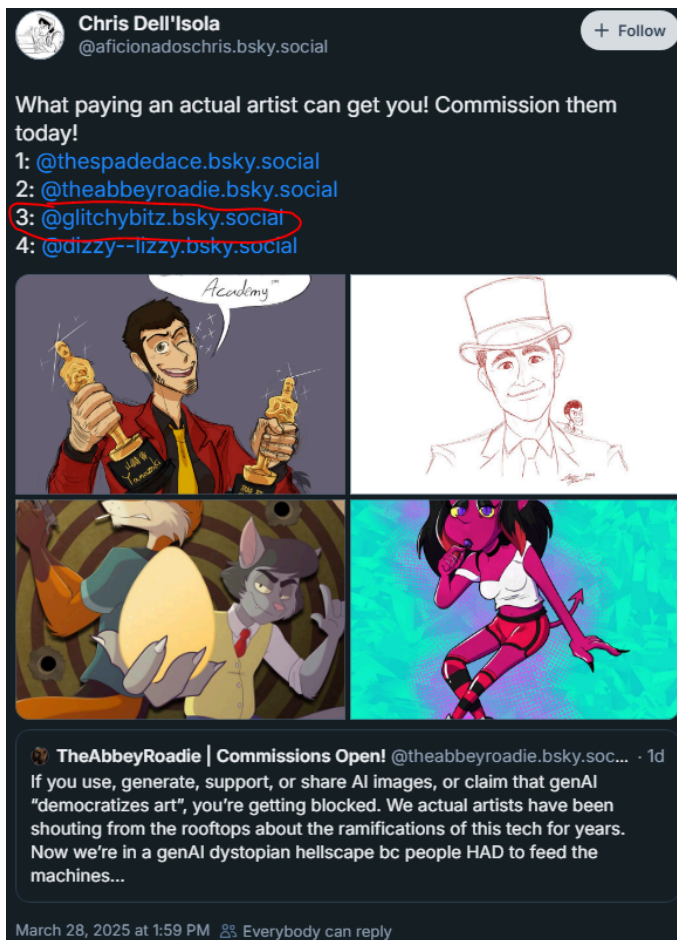 Chris Dell'Isola
@aficionadoschris.bsky.social
+ Follow
What paying an actual artist can get you! Commission them
today!
1: @thespadedace.bsky.social
2: @theabbeyroadie.bsky.social
3: @glitchybitz.bsky.social
4: @dizzy--lizzy.bsky.social
Academy™
Yamazaki
TheAbbeyRoadie | Commissions Open! @theabbeyroadie.bsky.soc... · 1d
If you use, generate, support, or share AI images, or claim that genAI
“democratizes art”, you’re getting blocked. We actual artists have been
shouting from the rooftops about the ramifications of this tech for years.
Now we’re in a genAI dystopian hellscape bc people HAD to feed the
machines...
March 28, 2025 at 1:59 PM Everybody can reply